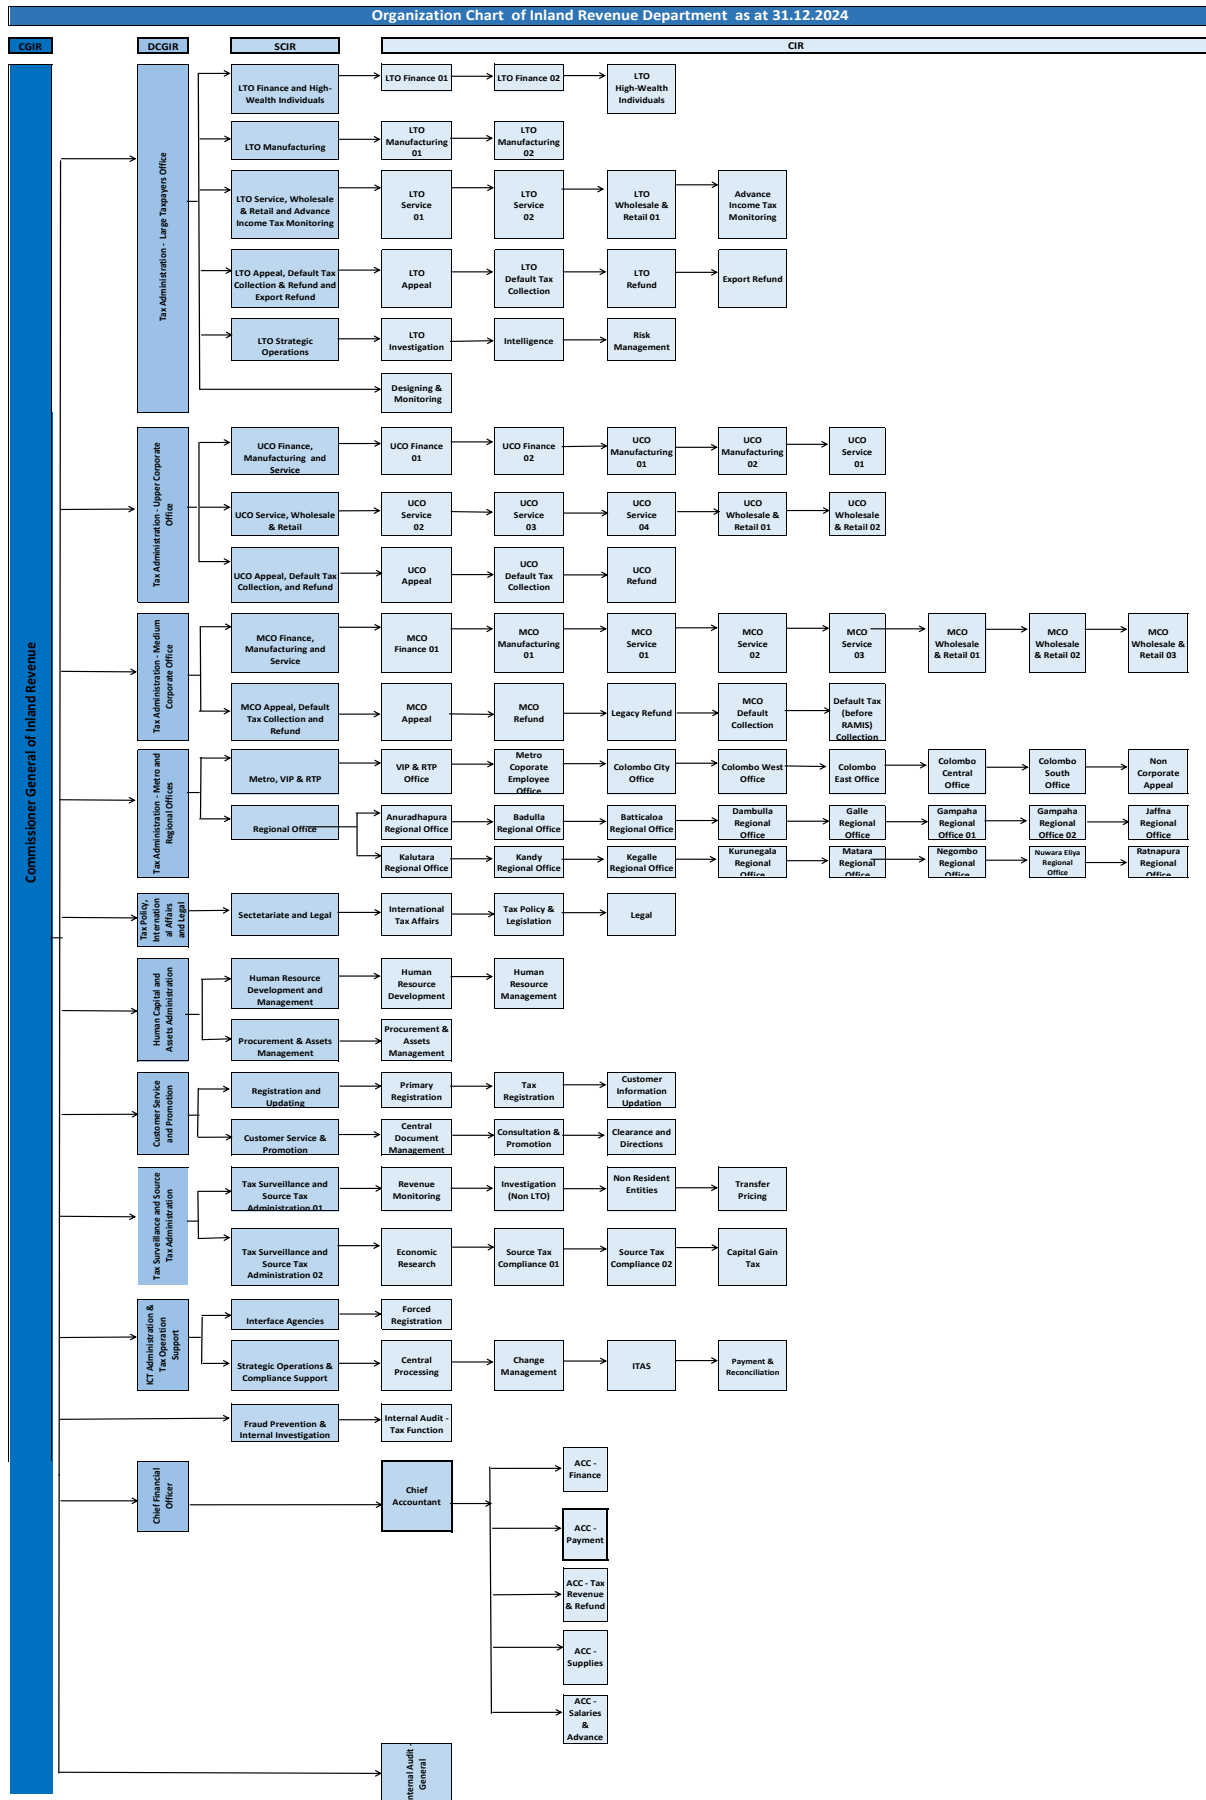 Organization Chart of Inland Revenue Department as at 31.12.2024
CGIR
DCGIR
SCIR
CIR
Commissioner General of Inland Revenue
Tax Administration - Large Taxpayers Office
LTO Finance and High-
Wealth Individuals
LTO Finance 01
LTO Finance 02
LTO
High-Wealth
Individuals
LTO Manufacturing
LTO
Manufacturing
01
LTO
Manufacturing
02
LTO Service, Wholesale
& Retail and Advance
Income Tax Monitoring
LTO
Service
01
LTO
Service
02
LTO
Wholesale &
Retail 01
Advance
Income Tax
Monitoring
LTO Appeal, Default Tax
Collection & Refund and
Export Refund
LTO
Appeal
LTO
Default Tax
Collection
LTO
Refund
Export Refund
LTO Strategic
Operations
LTO
Investigation
Intelligence
Risk
Management
Designing &
Monitoring
Tax Administration - Upper Corporate
Office
UCO Finance,
Manufacturing and
Service
UCO Finance
01
UCO Finance
02
UCO
Manufacturing
01
UCO
Manufacturing
02
UCO
Service
01
UCO Service, Wholesale
& Retail
UCO
Service
02
UCO
Service
03
UCO
Service
04
UCO
Wholesale &
Retail 01
UCO
Wholesale
& Retail 02
UCO Appeal, Default Tax
Collection, and Refund
UCO
Appeal
UCO
Default Tax
Collection
UCO
Refund
Tax Administration - Medium
Corporate Office
MCO Finance,
Manufacturing and
Service
MCO
Finance 01
MCO
Manufacturing
01
MCO
Service
01
MCO
Service
02
MCO
Service
03
MCO
Wholesale
& Retail 01
MCO
Wholesale
& Retail 02
MCO
Wholesale &
Retail 03
MCO Appeal, Default
Tax Collection and
Refund
MCO
Appeal
MCO
Refund
Legacy Refund
MCO
Default
Collection
Default Tax
(before
RAMIS)
Collection
Tax Administration - Metro and
Regional Offices
Metro, VIP & RTP
VIP & RTP
Office
Metro
Coporate
Employee
Office
Colombo City
Office
Colombo West
Office
Colombo
East Office
Colombo
Central
Office
Colombo
South
Office
Non
Corporate
Appeal
Regional Office
Anuradhapura
Regional Office
Badulla
Regional Office
Batticaloa
Regional Office
Dambulla
Regional
Office
Galle
Regional
Office
Gampaha
Regional
Office 01
Gampaha
Regional
Office 02
Jaffna
Regional
Office
Kalutara
Regional Office
Kandy
Regional Office
Kegalle
Regional Office
Kurunegala
Regional
Office
Matara
Regional
Office
Negombo
Regional
Office
Nuwara Eliya
Regional
Office
Ratnapura
Regional
Office
Tax Policy,
Internation
al Affairs
and Legal
Sectetariate and Legal
International
Tax Affairs
Tax Policy &
Legislation
Legal
Human Capital and
Assets Administration
Human Resource
Development and
Management
Human
Resource
Development
Human
Resource
Management
Procurement & Assets
Management
Procurement &
Assets
Management
Customer Service
and Promotion
Registration and
Updating
Primary
Registration
Tax
Registration
Customer
Information
Updation
Customer Service &
Promotion
Central
Document
Management
Consultation &
Promotion
Clearance and
Directions
Tax Surveillance and Source
Tax Administration
Tax Surveillance and
Source Tax
Administration 01
Revenue
Monitoring
Investigation
(Non LTO)
Non Resident
Entities
Transfer
Pricing
Tax Surveillance and
Source Tax
Administration 02
Economic
Research
Source Tax
Compliance 01
Source Tax
Compliance 02
Capital Gain
Tax
ICT Administration &
Tax Operation
Support
Interface Agencies
Forced
Registration
Strategic Operations &
Compliance Support
Central
Processing
Change
Management
ITAS
Payment &
Reconciliation
Fraud Prevention &
Internal Investigation
Internal Audit -
Tax Function
Chief Financial
Officer
Chief
Accountant
ACC -
Finance
ACC -
Payment
ACC - Tax
Revenue
& Refund
ACC -
Supplies
ACC -
Salaries
&
Advance
Internal Audit -
General